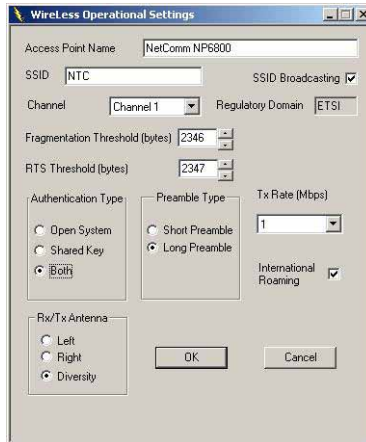 WireLess Operational Settings
Access Point Name NetComm NP6800
SSID NTC SSID Broadcasting
Channel Channel 1 Regulatory Domain ETSI
Fragmentation Threshold (bytes) 2346
RTS Threshold (bytes) 2347
Authentication Type Preamble Type Tx Rate (Mbps)
Open System Short Preamble 1
Shared Key Long Preamble
Both International
Roaming
Rx/Tx Antenna
Left
Right OK Cancel
Diversity